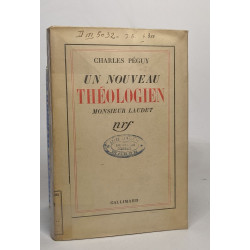 CHARLES PÉGUY
UN NOUVEAU
THÉOLOGIEN
MONSIEUR LAUDET
nrf
GALLIMARD